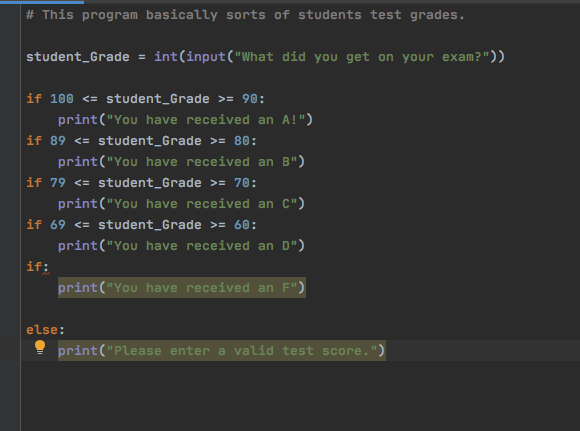 # This program basically sorts of students test grades.
student_Grade = int(input("What did you get on your exam?"))
if 100 <= student_Grade >= 90:
print("You have received an A!")
if 89 <= student_Grade >= 80:
print("You have received an B")
if 79 <= student_Grade >= 70:
print("You have received an C")
if 69 <= student_Grade >= 60:
print("You have received an D")
if:
print("You have received an F")
else:
print("Please enter a valid test score.")